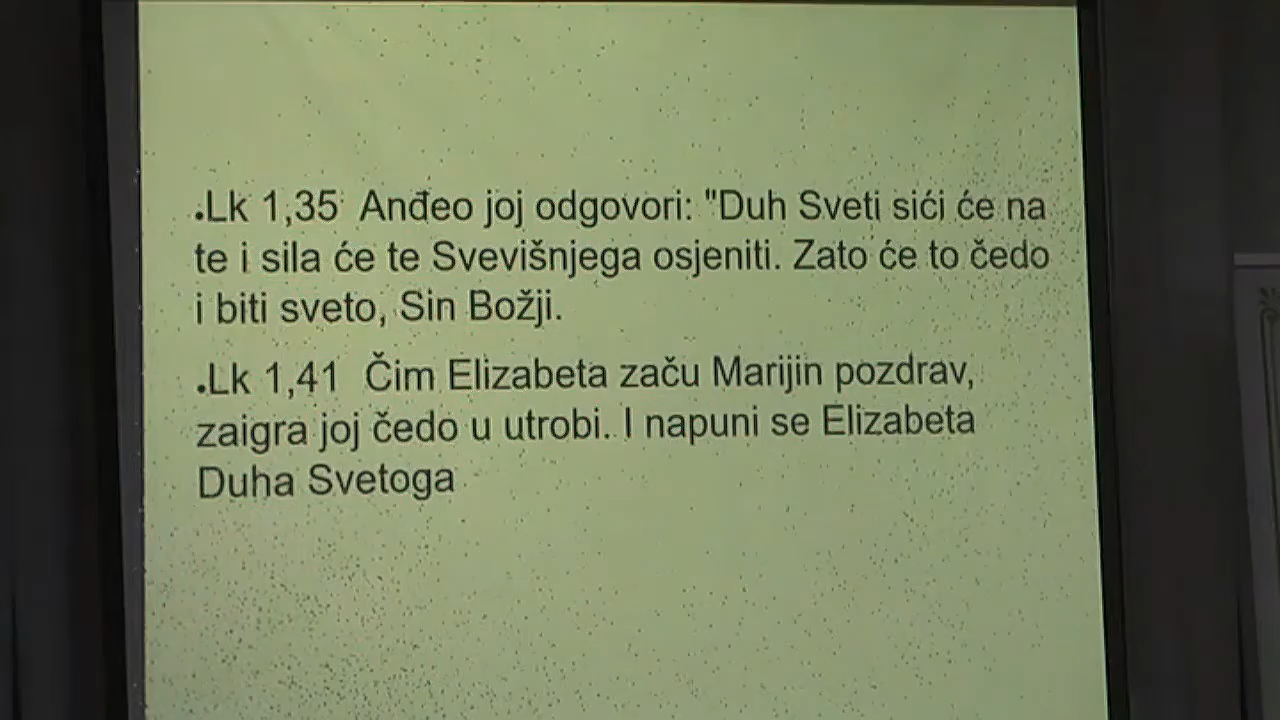 .Lk 1,35 Anđeo joj odgovori: "Duh Sveti sići će na
te i sila će te Svevišnjega osjeniti. Zato će to čedo
i biti sveto, Sin Božji.
.Lk 1,41 Čim Elizabeta začu Marijin pozdrav,
zaigra joj čedo u utrobi. I napuni se Elizabeta
Duha Svetoga